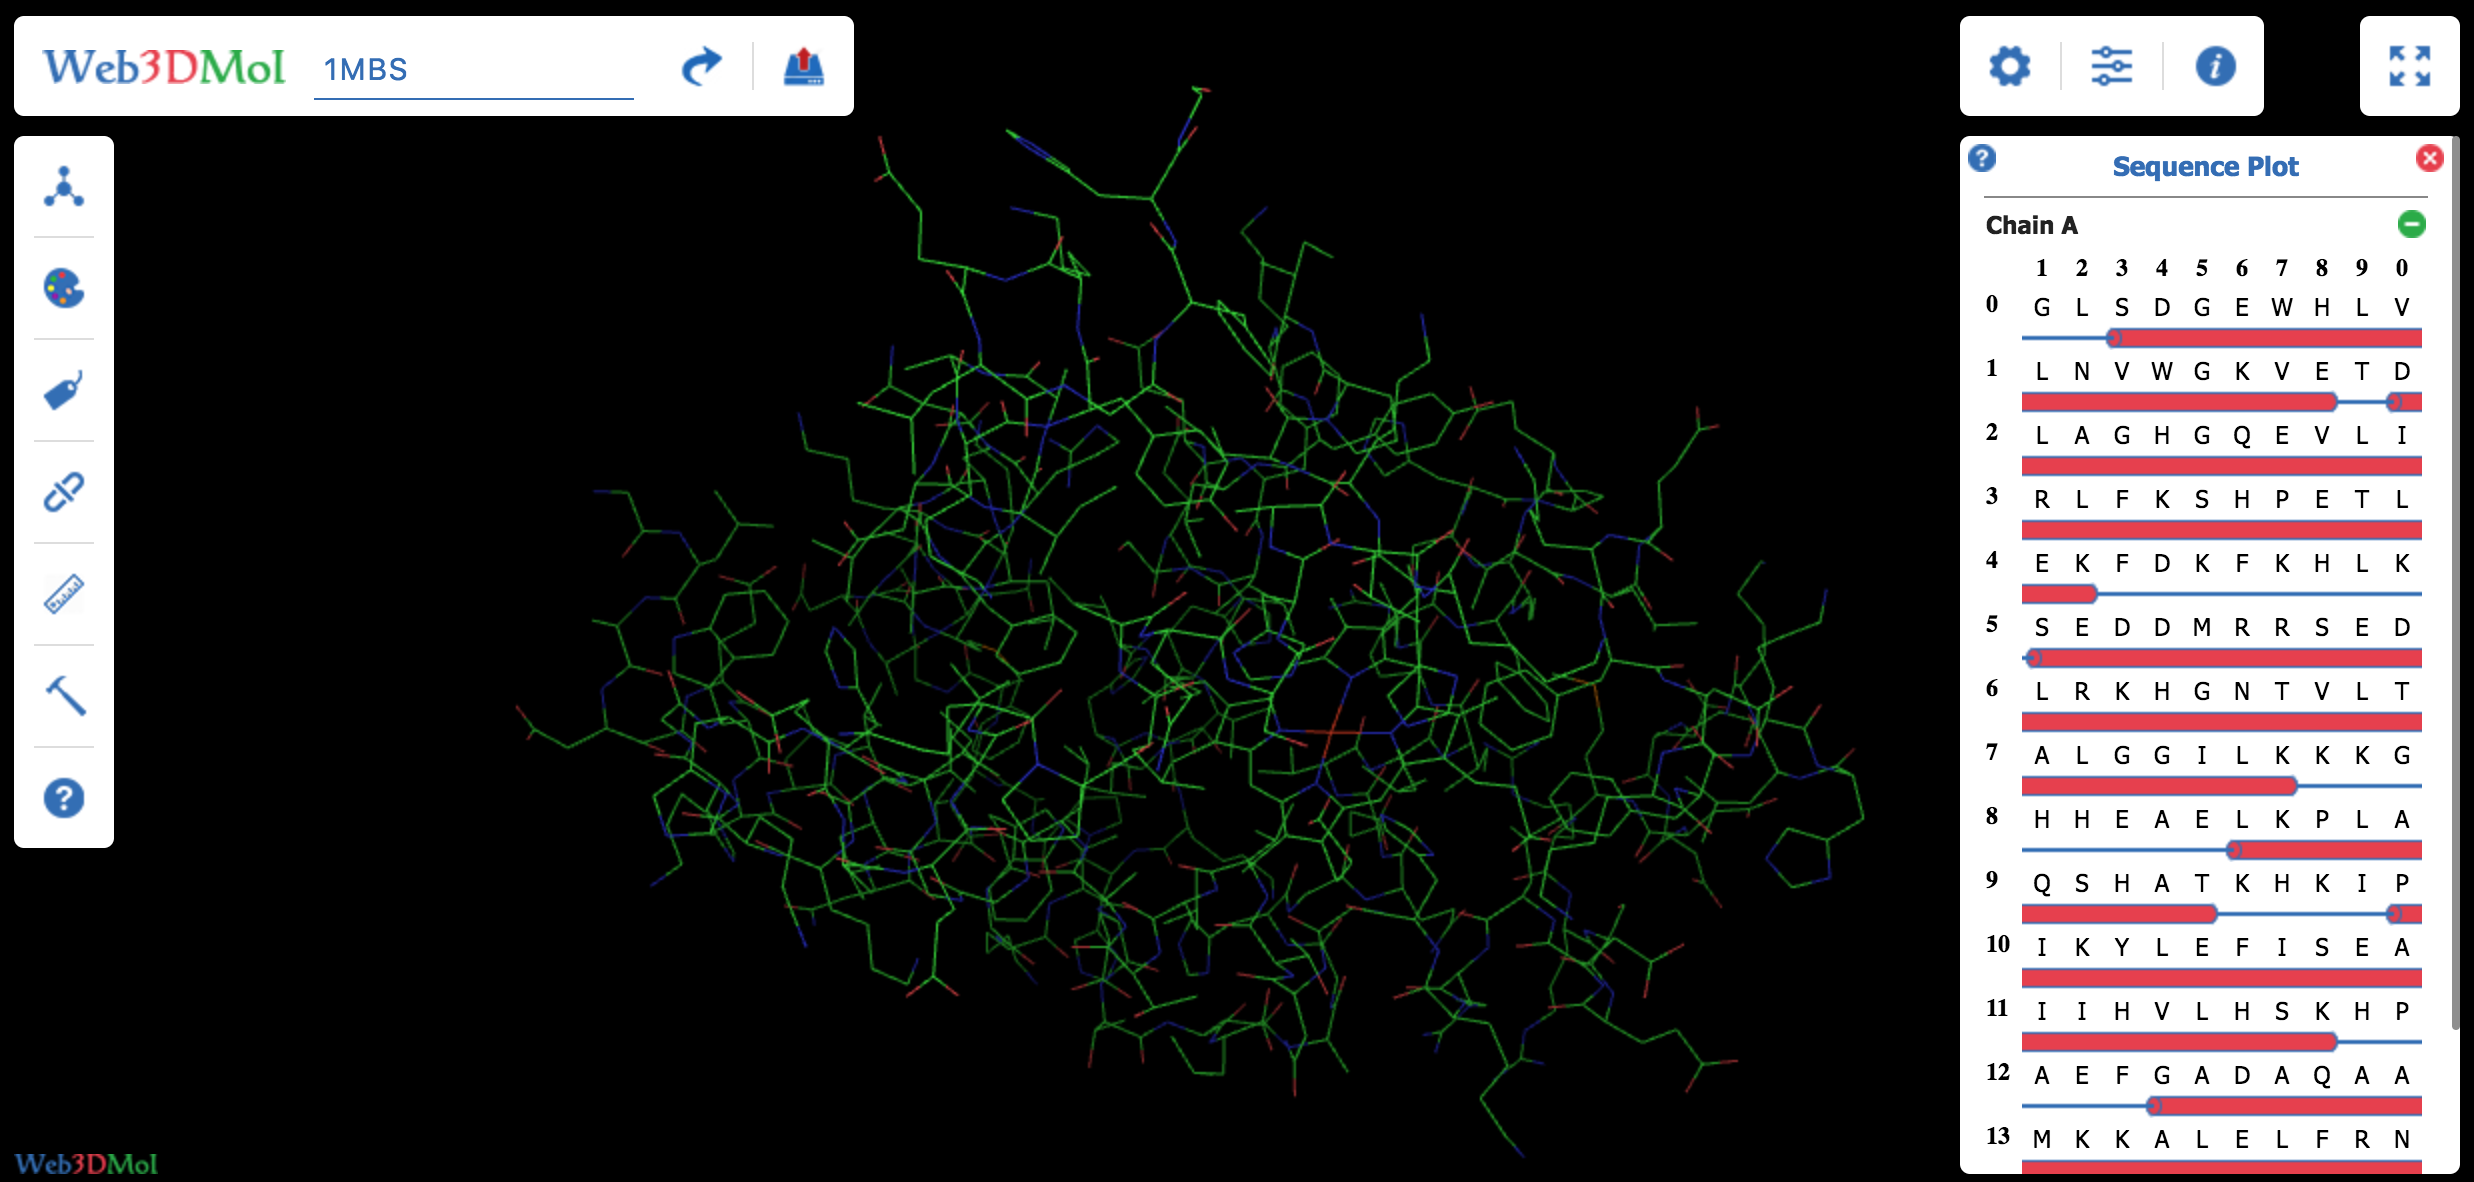 Web3DMol 1MBS
i
?
? Sequence Plot
Chain A
1 2 3 4 5 6 7 8 9 0
0 G L S D G E W H L V
1 L N V W G K V E T D
2 L A G H G Q E V L I
3 R L F K S H P E T L
4 E K F D K F K H L K
5 S E D D M R R S E D
6 L R K H G N T V L T
7 A L G G I L K K K G
8 H H E A E L K P L A
9 Q S H A T K H K I P
10 I K Y L E F I S E A
11 I I H V L H S K H P
12 A E F G A D A Q A A
13 M K K A L E L F R N
Web3DMol